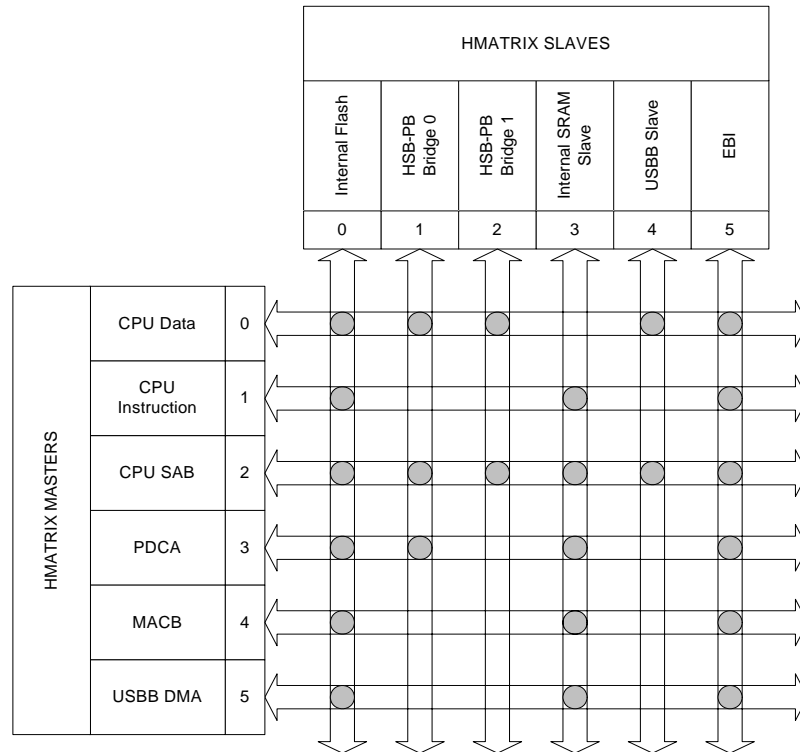 HMATRIX SLAVES
Internal Flash
HSB-PB
Bridge 0
HSB-PB
Bridge 1
Internal SRAM
Slave
USBB Slave
EBI
0
1
2
3
4
5
HMATRIX MASTERS
CPU Data
0
CPU
Instruction
1
CPU SAB
2
PDCA
3
MACB
4
USBB DMA
5